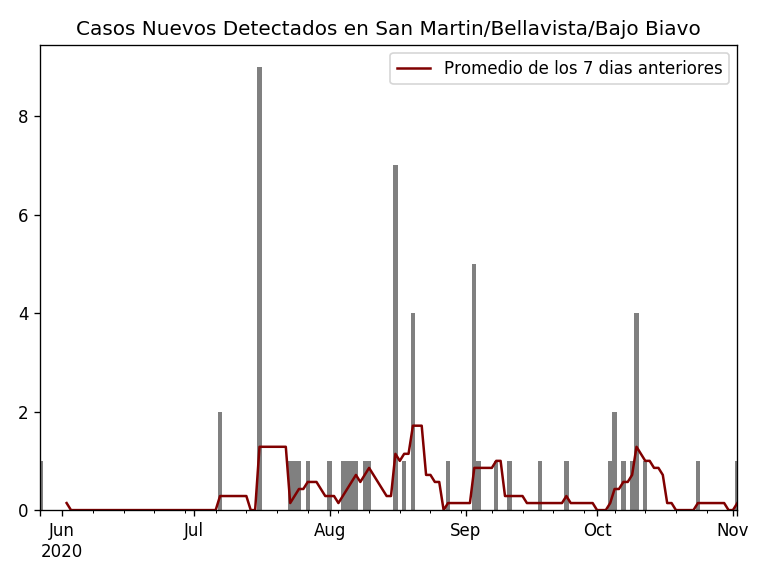 Casos Nuevos Detectados en San Martin/Bellavista/Bajo Biavo
Promedio de los 7 dias anteriores
8
6
4
2
0
Jun Jul Aug Sep Oct Nov
2020